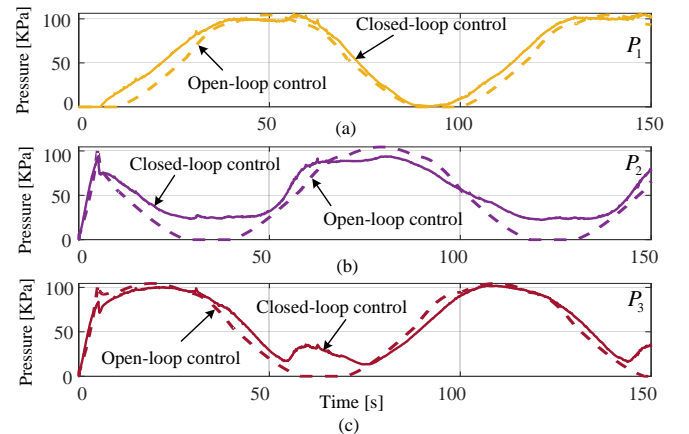 Pressure [KPa]
100
50
0
Closed-loop control
Open-loop control
P1
0
50
100
150
(a)
Pressure [KPa]
100
50
0
Closed-loop control
Open-loop control
P2
0
50
100
150
(b)
Pressure [KPa]
100
50
0
Closed-loop control
Open-loop control
P3
0
50
100
150
Time [s]
(c)